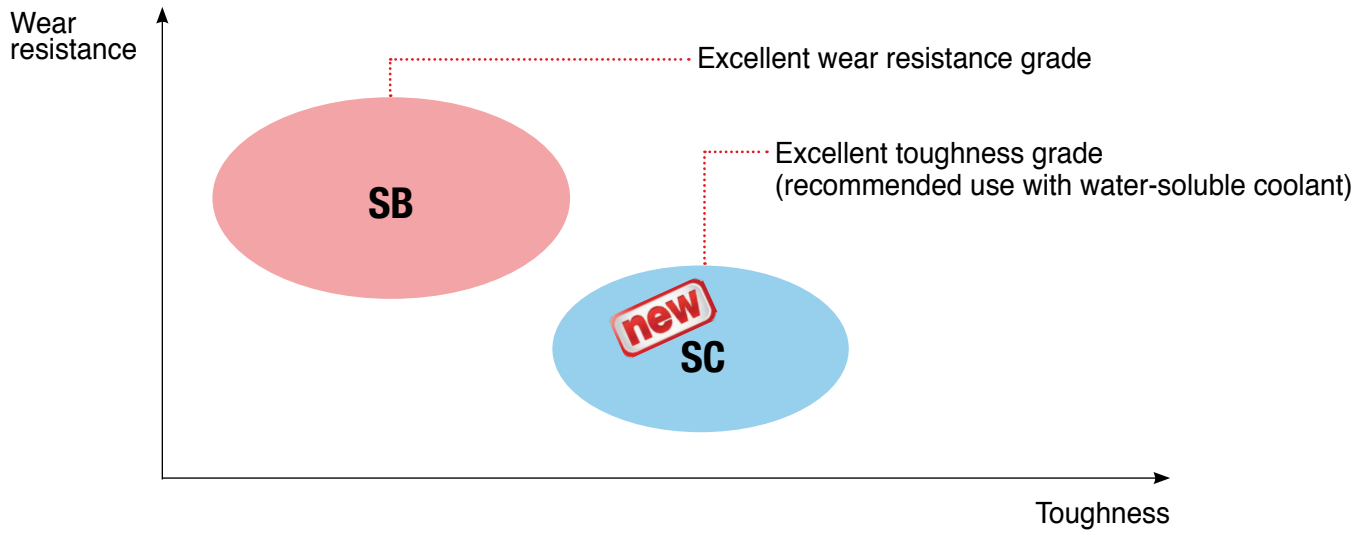 Wear
resistance
Excellent wear resistance grade
Excellent toughness grade
(recommended use with water-soluble coolant)
SB
new
SC
Toughness